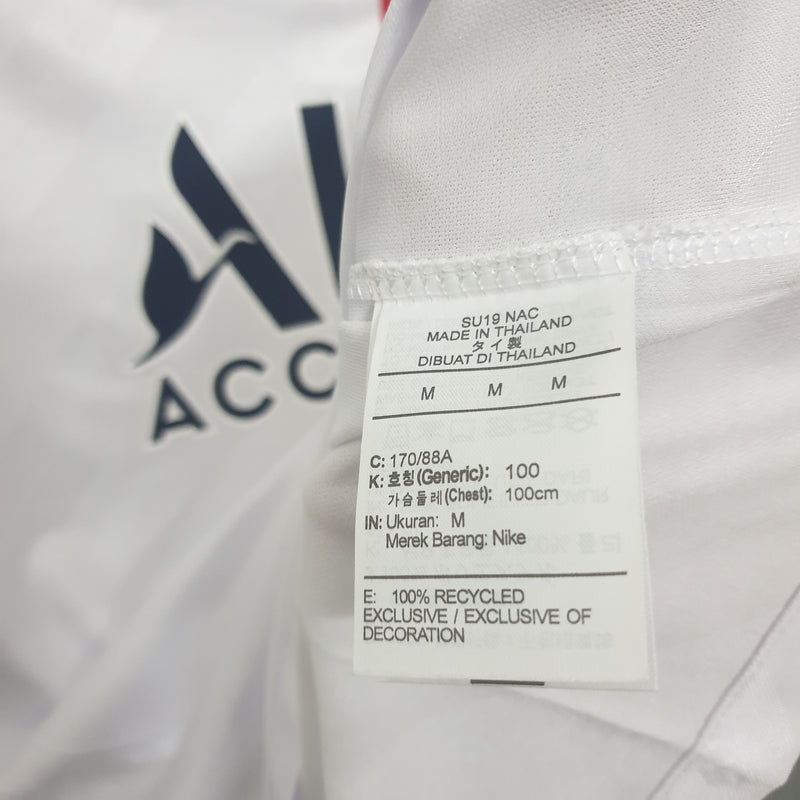 AL
ACC
SU19 NAC
MADE IN THAILAND
タイ製
DIBUAT DI THAILAND
M M M
C: 170/88A
K: 호칭(Generic): 100
가슴둘레(Chest): 100cm
IN: Ukuran: M
Merek Barang: Nike
E: 100% RECYCLED
EXCLUSIVE / EXCLUSIVE OF
DECORATION